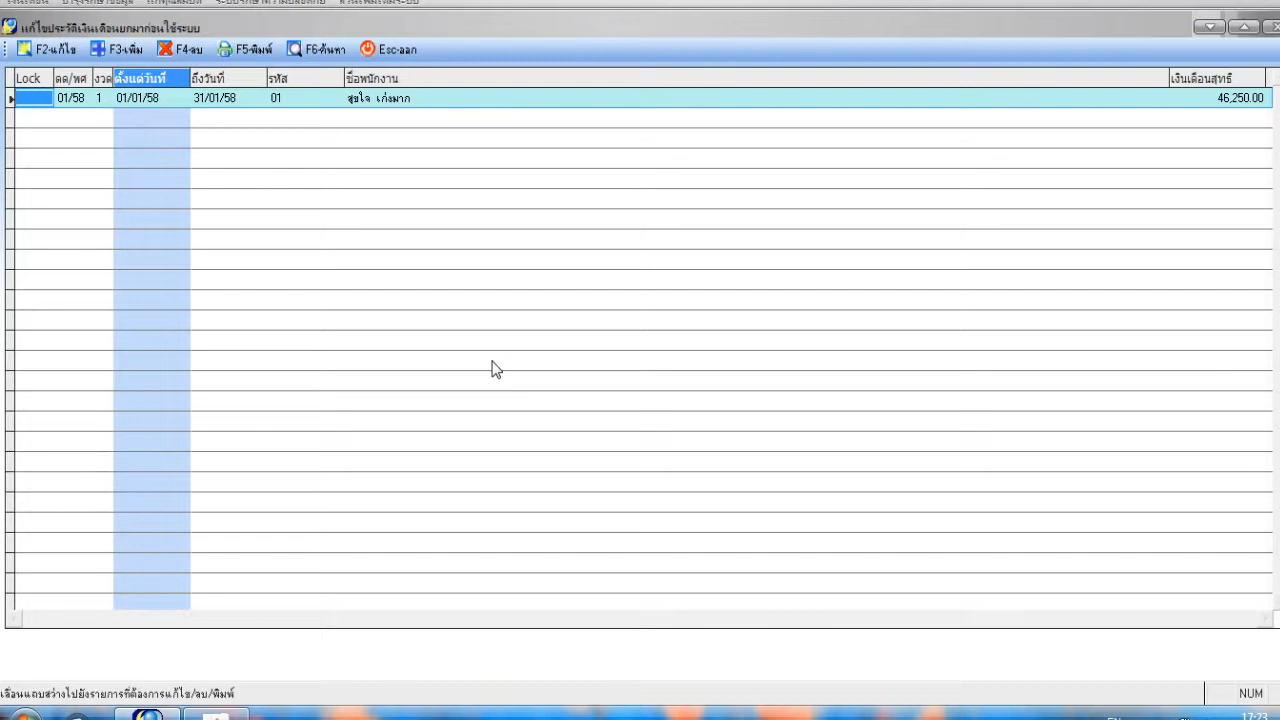 แก้ไขประวัติเงินเดือนยกมาก่อนใช้ระบบ
F2-แก้ไข F3-เพิ่ม F4-ลบ F5-พิมพ์ F6-ค้นหา Esc-ออก
Lock ดด/พศ งวด ตั้งแต่วันที่ ถึงวันที่ รหัส ชื่อพนักงาน เงินเดือนสุทธิ
01/58 1 01/01/58 31/01/58 01 สุขใจ เก่งมาก 46,250.00
เลื่อนแถบสว่างไปยังรายการที่ต้องการแก้ไข/ลบ/พิมพ์ NUM
17:23